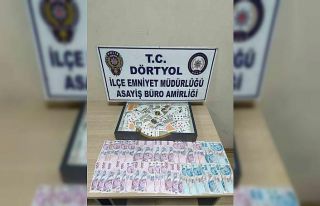 T.C.
DÖRTYOL
İLÇE EMNİYET MÜDÜRLÜĞÜ
ASAYİŞ BÜRO AMİRLİĞİ